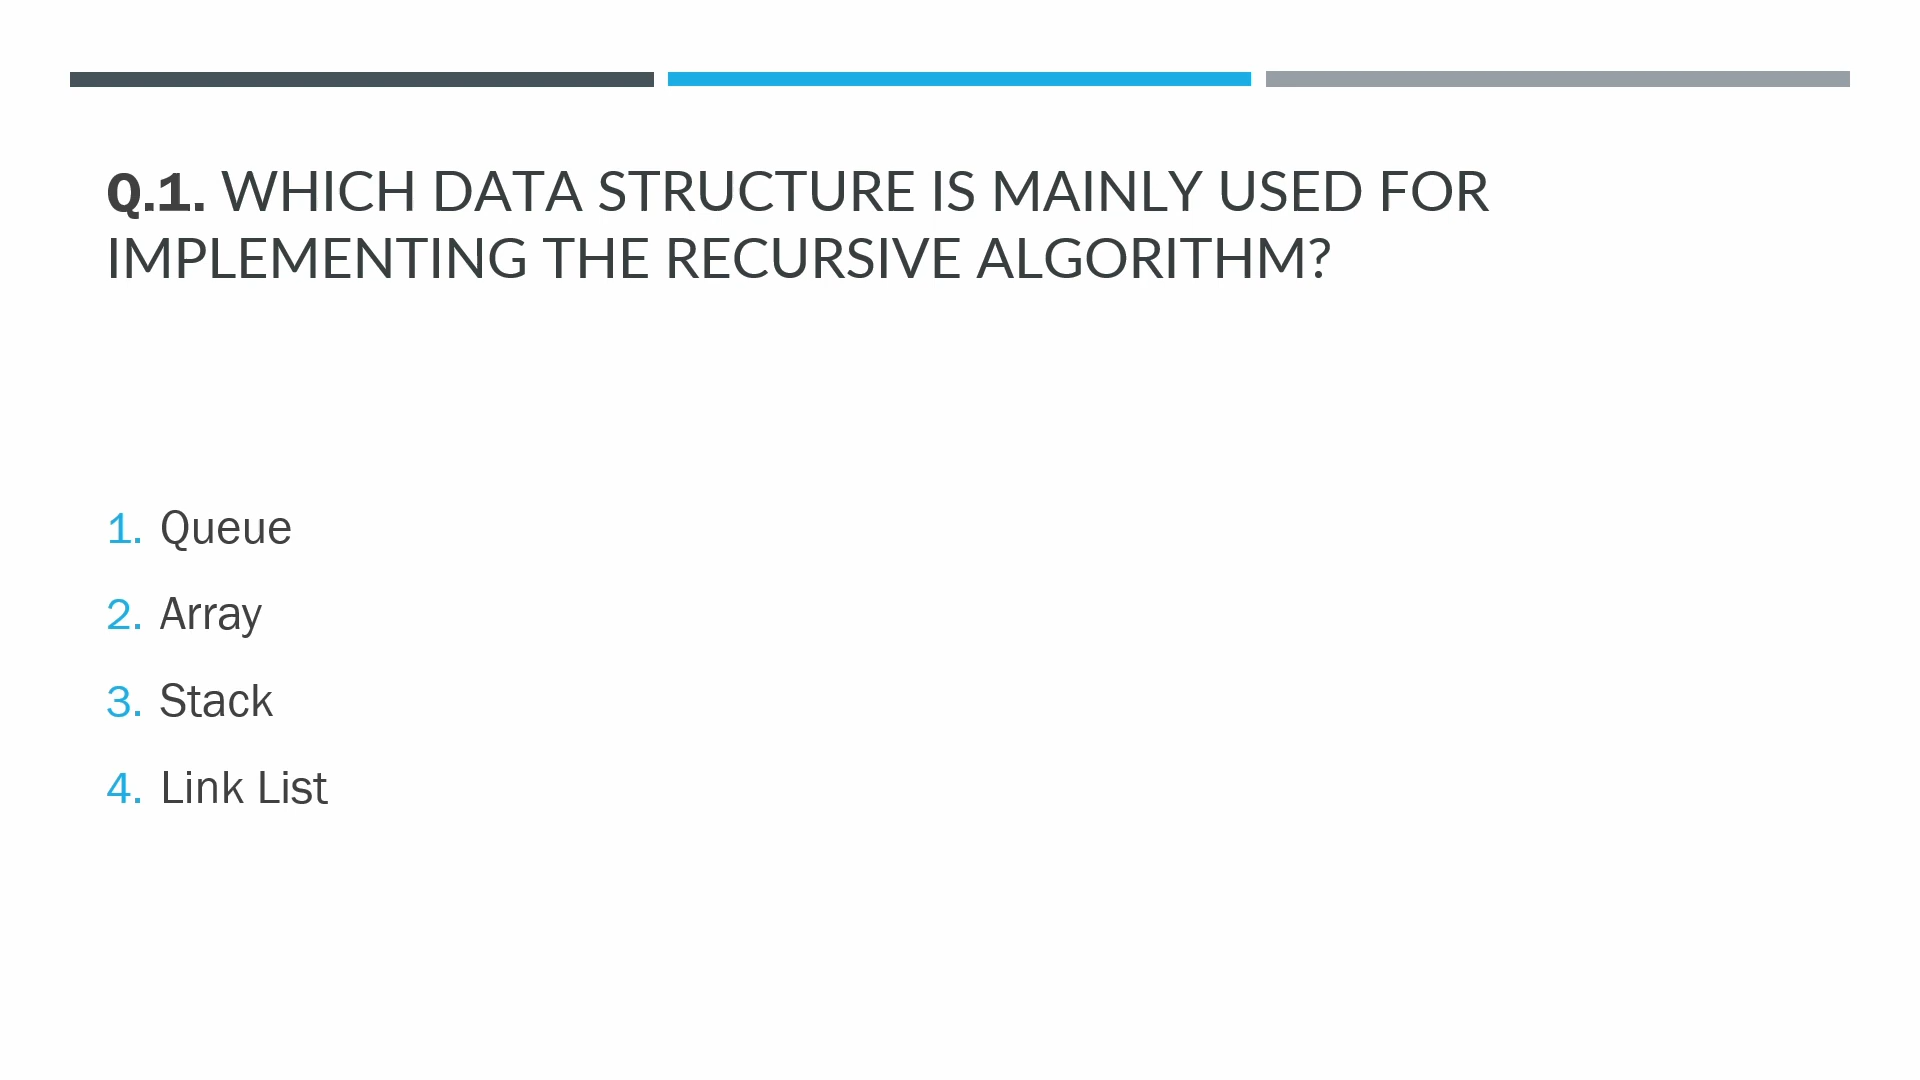 Q.1. WHICH DATA STRUCTURE IS MAINLY USED FOR
IMPLEMENTING THE RECURSIVE ALGORITHM?
1. Queue
2. Array
3. Stack
4. Link List